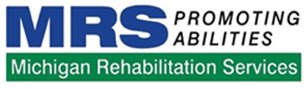 MRS PROMOTING
ABILITIES
Michigan Rehabilitation Services